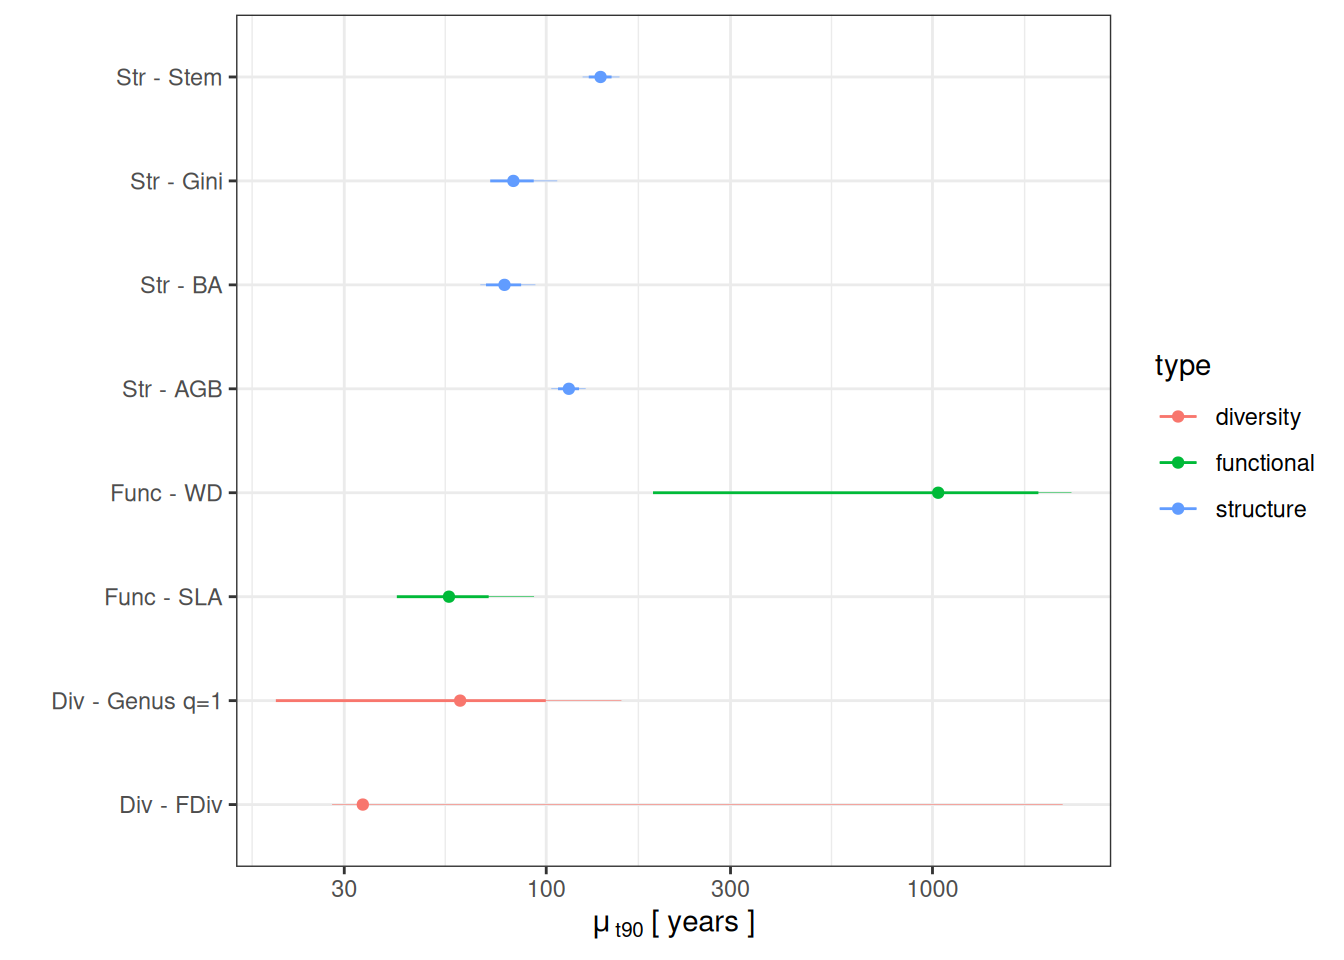 Str - Stem
Str - Gini
Str - BA
Str - AGB
Func - WD
Func - SLA
Div - Genus q=1
Div - FDiv
30 100 300 1000
μ t90 [ years ]
type
diversity
functional
structure